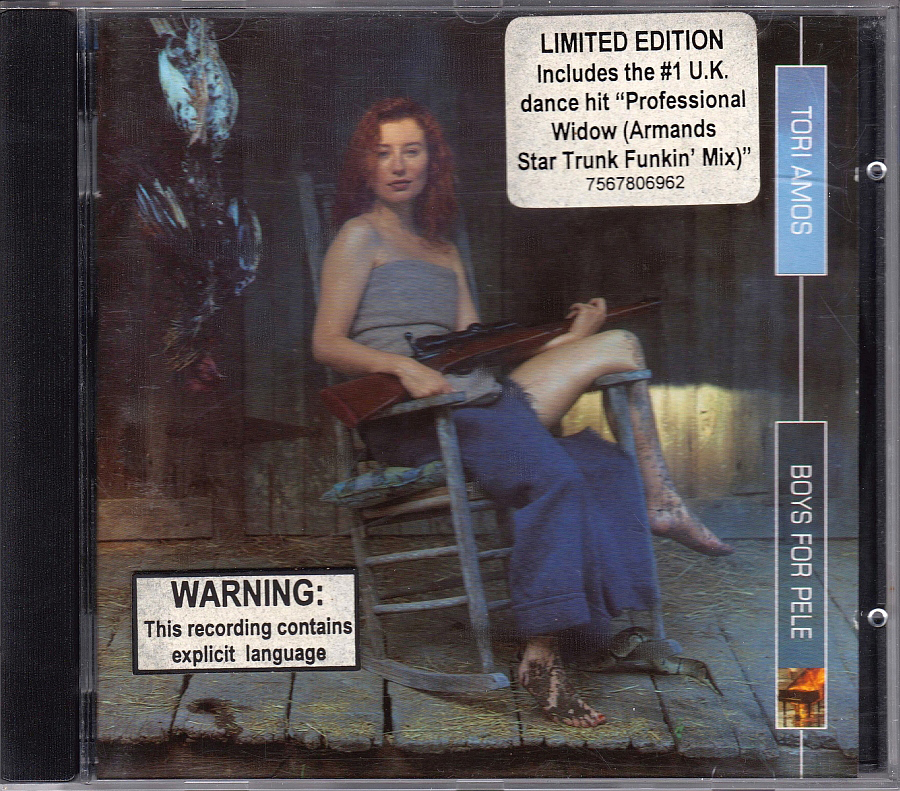 LIMITED EDITION
Includes the #1 U.K.
dance hit “Professional
Widow (Armands
Star Trunk Funkin’ Mix)”
7567806962
TORI AMOS
BOYS FOR PELE
WARNING:
This recording contains
explicit language